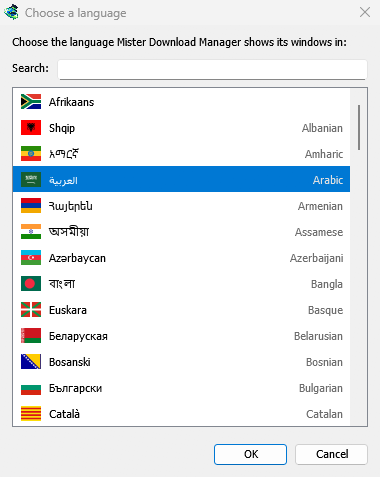 Choose a language
Choose the language Mister Download Manager shows its windows in:
Search:
Afrikaans
Shqip Albanian
አማርኛ Amharic
العربية Arabic
Հայերեն Armenian
অসমীয়া Assamese
Azərbaycan Azerbaijani
বাংলা Bangla
Euskara Basque
Беларуская Belarusian
Bosanski Bosnian
Български Bulgarian
Català Catalan
OK Cancel